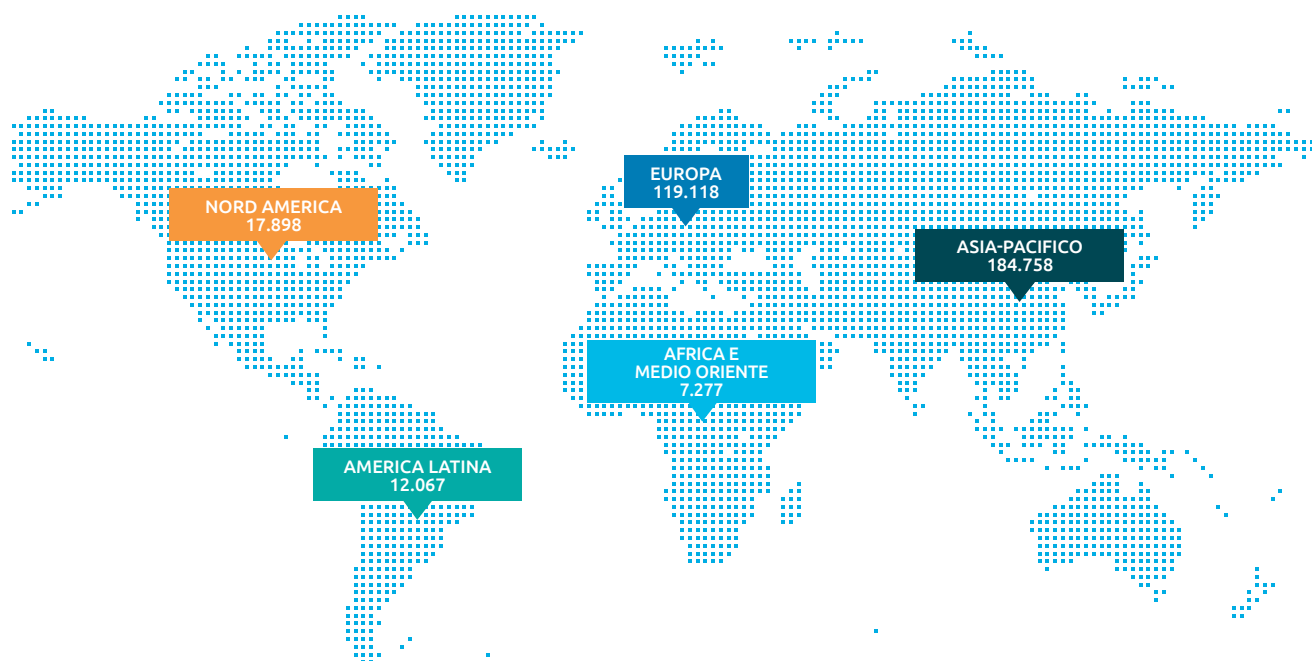 EUROPA
119.118
NORD AMERICA
17.898
ASIA-PACIFICO
184.758
AFRICA E
MEDIO ORIENTE
7.277
AMERICA LATINA
12.067